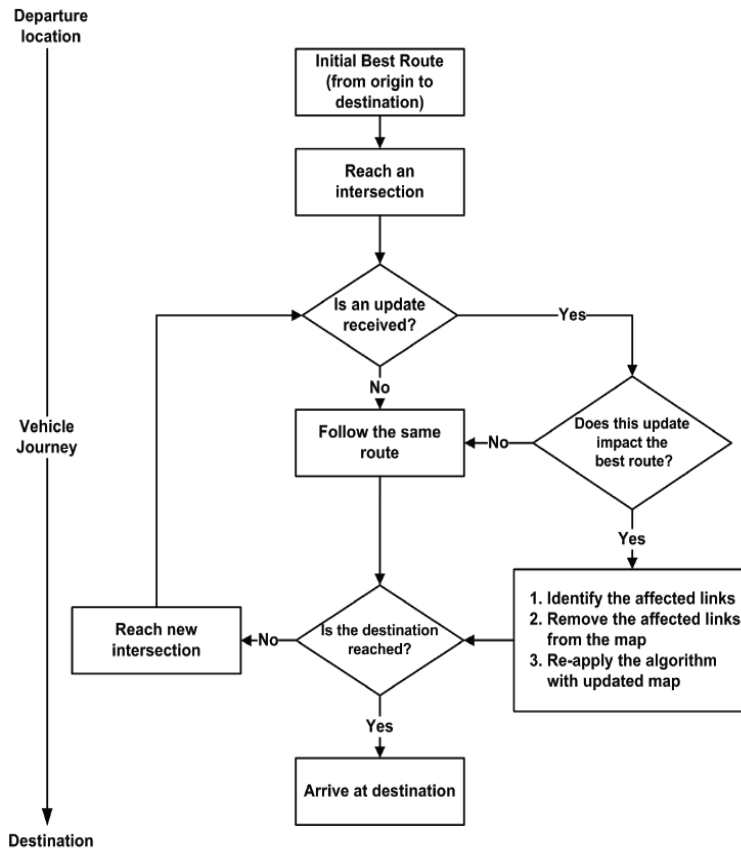 Departure
location
Initial Best Route
(from origin to
destination)
Reach an
intersection
Is an update
received?
Yes
No
Vehicle
Journey
Follow the same
route
No
Does this update
impact the
best route?
Yes
1. Identify the affected links
2. Remove the affected links
from the map
3. Re-apply the algorithm
with updated map
Reach new
intersection
No
Is the destination
reached?
Yes
Arrive at destination
Destination